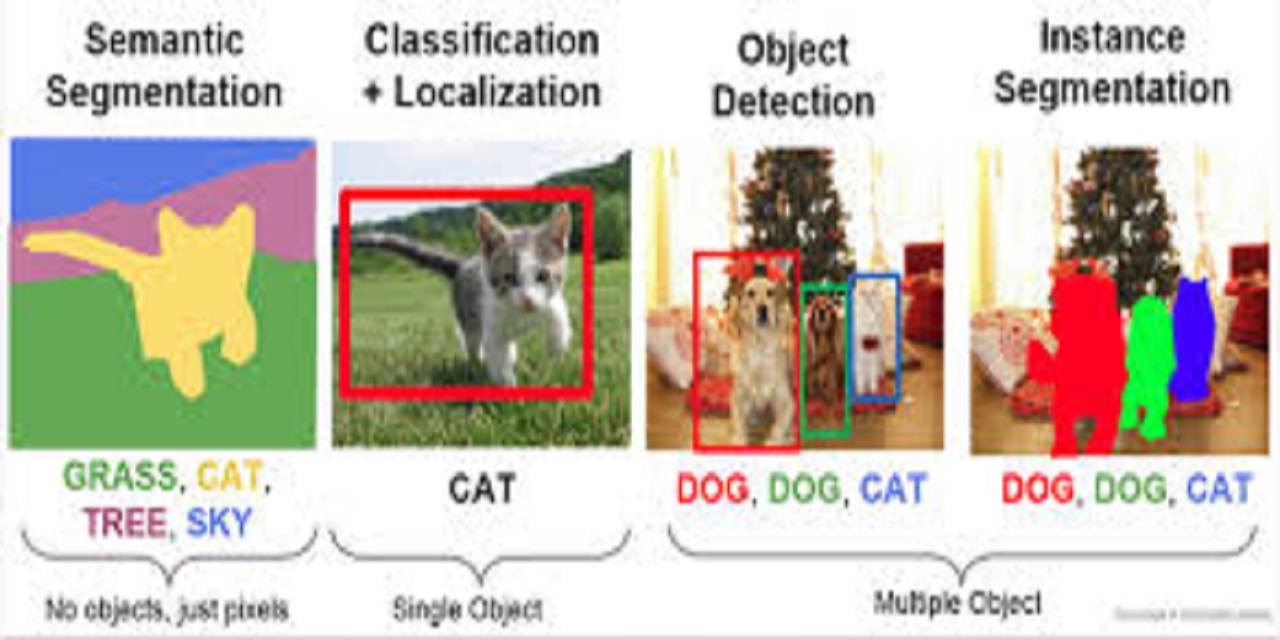 Semantic
Segmentation
Classification
+ Localization
Object
Detection
Instance
Segmentation
GRASS, CAT,
TREE, SKY
CAT
DOG, DOG, CAT
DOG, DOG, CAT
No objects, just pixels
Single Object
Multiple Object